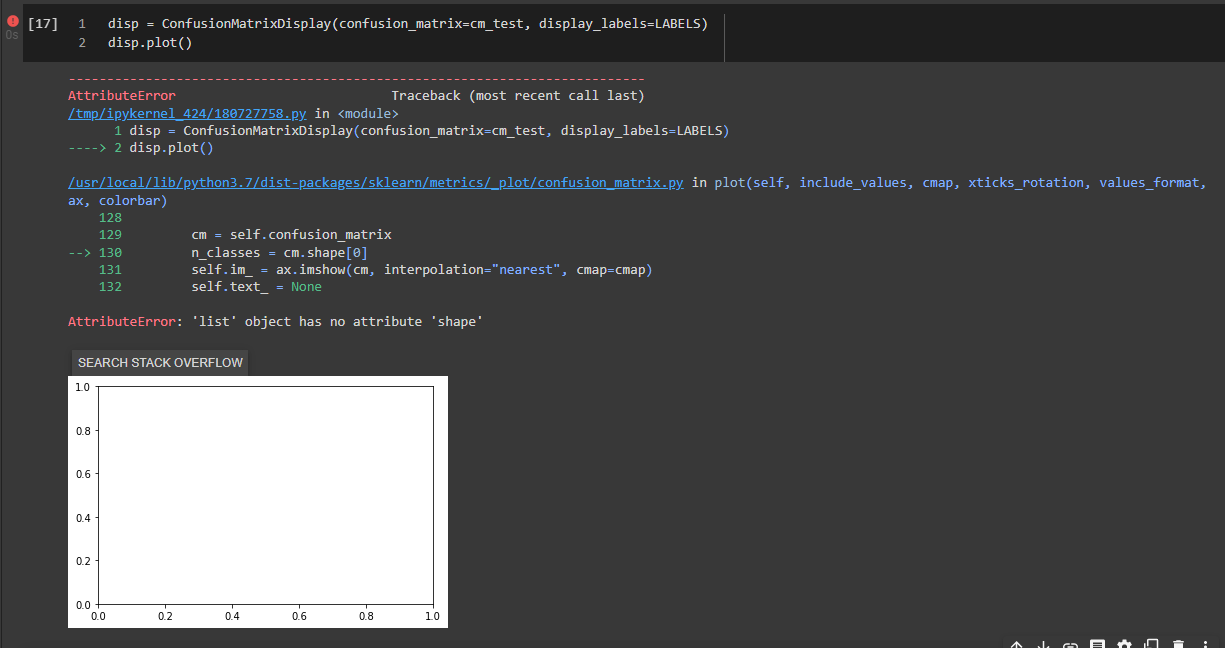 [17] 1 disp = ConfusionMatrixDisplay(confusion_matrix=cm_test, display_labels=LABELS)
0s 2 disp.plot()
---------------------------------------------------------------------------
AttributeError                            Traceback (most recent call last)
/tmp/ipykernel_424/180727758.py in <module>
      1 disp = ConfusionMatrixDisplay(confusion_matrix=cm_test, display_labels=LABELS)
----> 2 disp.plot()
/usr/local/lib/python3.7/dist-packages/sklearn/metrics/_plot/confusion_matrix.py in plot(self, include_values, cmap, xticks_rotation, values_format,
ax, colorbar)
    128
    129         cm = self.confusion_matrix
--> 130         n_classes = cm.shape[0]
    131         self.im_ = ax.imshow(cm, interpolation="nearest", cmap=cmap)
    132         self.text_ = None
AttributeError: 'list' object has no attribute 'shape'
SEARCH STACK OVERFLOW
1.0
0.8
0.6
0.4
0.2
0.0
0.0 0.2 0.4 0.6 0.8 1.0